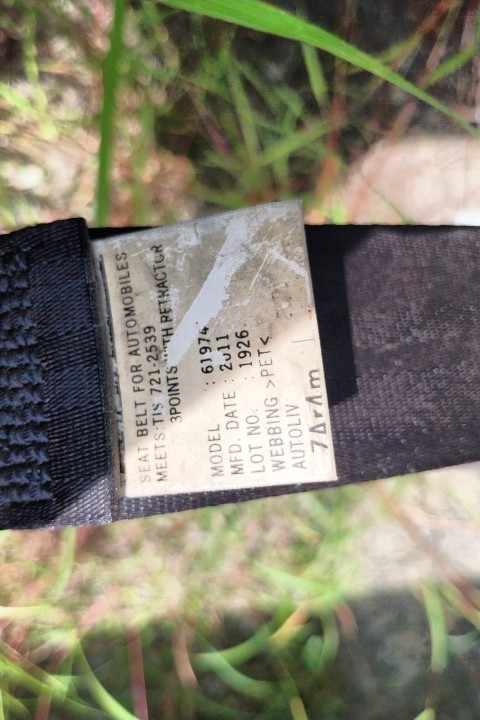 SEAT BELT FOR AUTOMOBILES
MEETS:TIS 721-2539
3POINTS WITH RETRACTOR
MODEL : 61974
MFD. DATE : 2011
LOT NO. : 1926
WEBBING >PET<
AUTOLIV